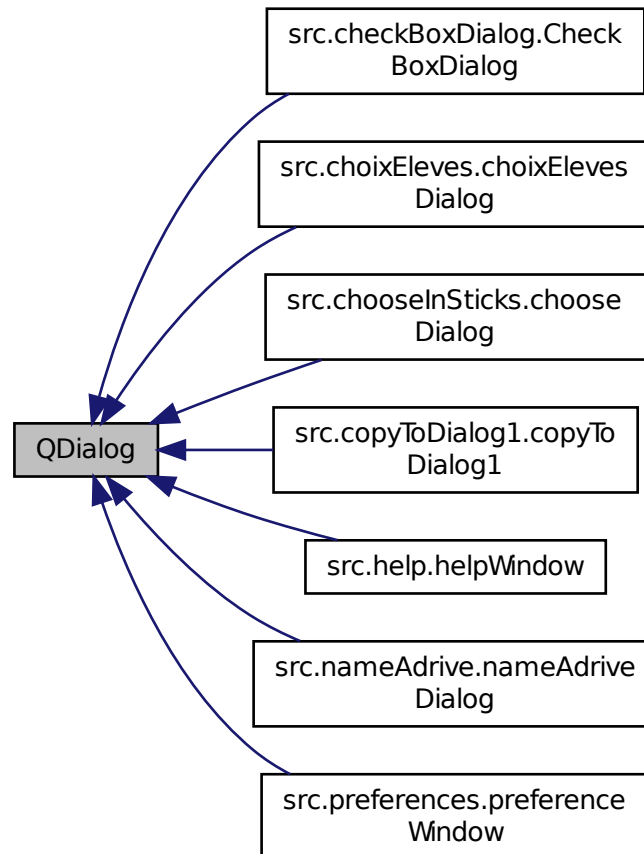 src.checkBoxDialog.Check
BoxDialog
src.choixEleves.choixEleves
Dialog
src.chooseInSticks.choose
Dialog
QDialog
src.copyToDialog1.copyTo
Dialog1
src.help.helpWindow
src.nameAdrive.nameAdrive
Dialog
src.preferences.preference
Window